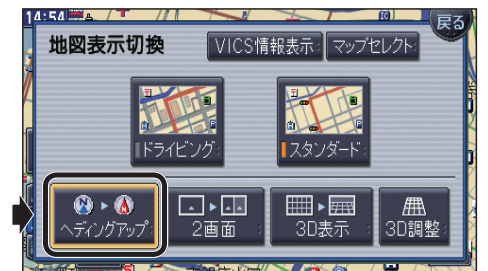 14:54
戻る
地図表示切換
VICS情報表示
マップセレクト
ドライビング
スタンダード
ヘディングアップ
2画面
3D表示
3D調整